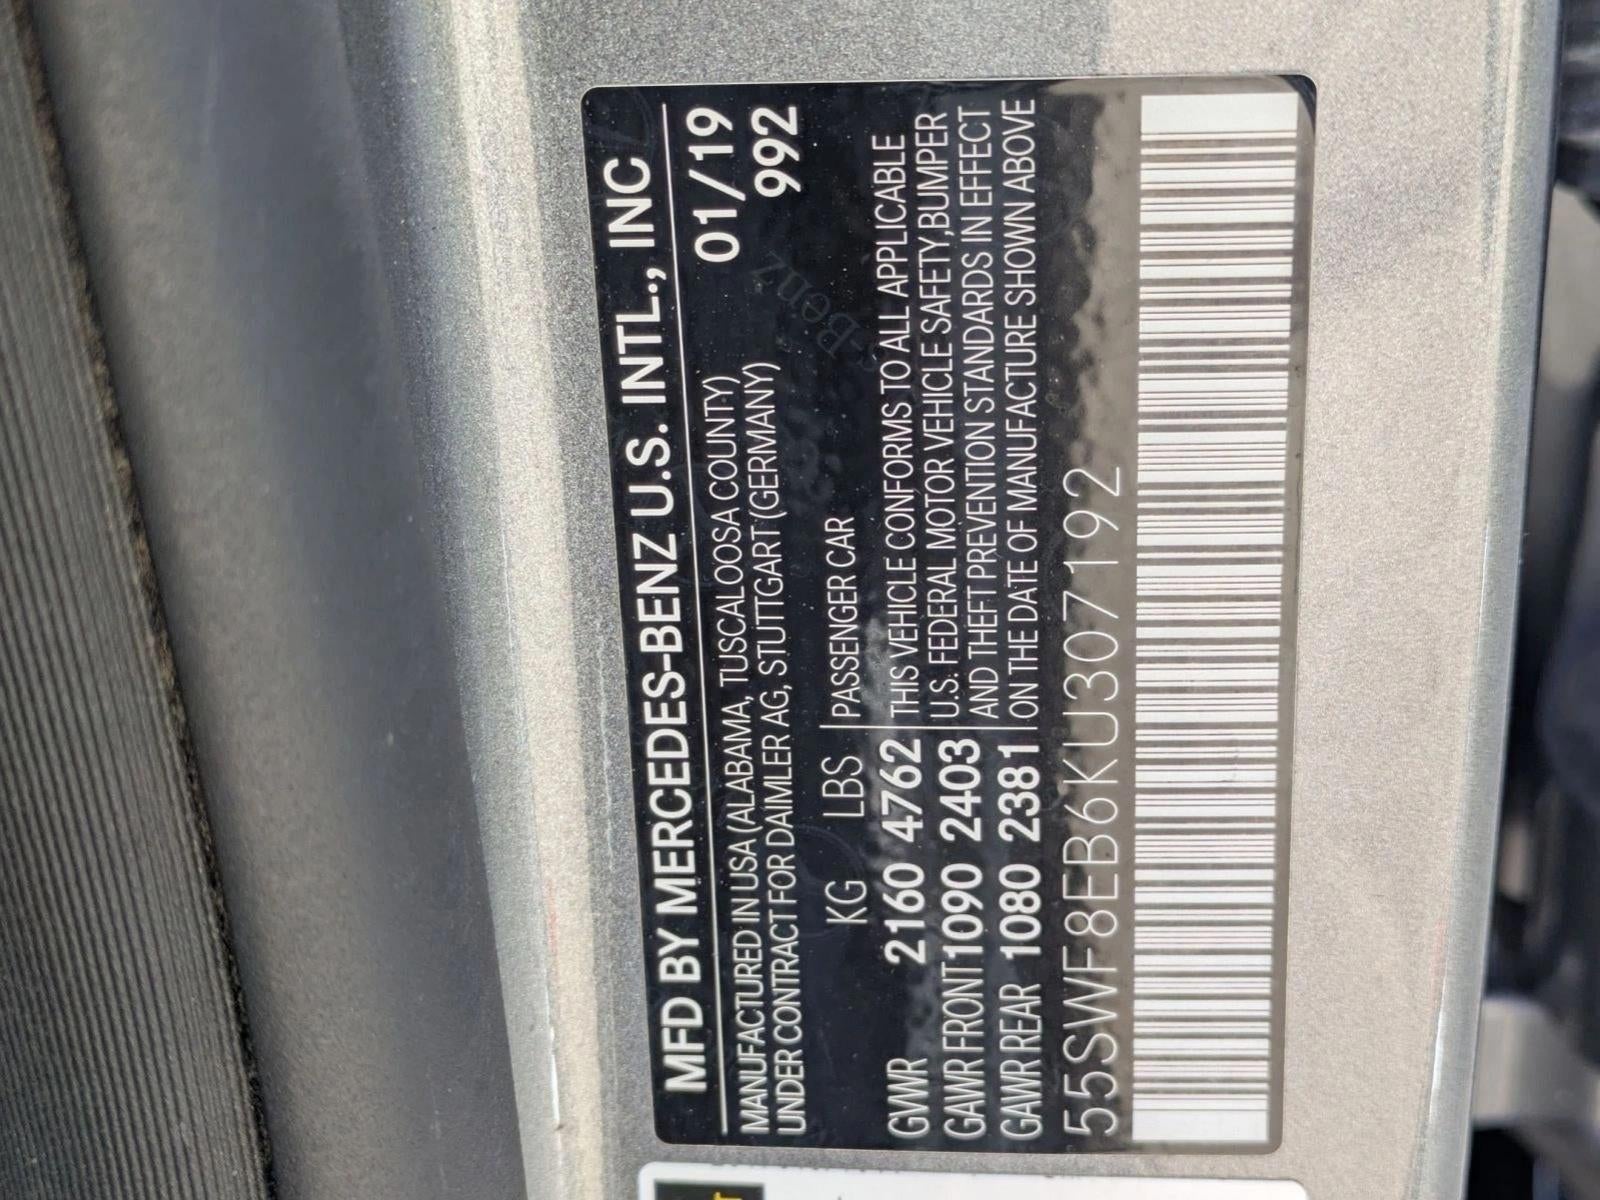 MFD BY MERCEDES-BENZ U.S. INTL., INC
MANUFACTURED IN USA (ALABAMA, TUSCALOOSA COUNTY) 01/19
UNDER CONTRACT FOR DAIMLER AG, STUTTGART (GERMANY) 992
KG LBS PASSENGER CAR
GVWR 2160 4762 THIS VEHICLE CONFORMS TO ALL APPLICABLE
GAWR FRONT 1090 2403 U.S. FEDERAL MOTOR VEHICLE SAFETY,BUMPER
AND THEFT PREVENTION STANDARDS IN EFFECT
GAWR REAR 1080 2381 ON THE DATE OF MANUFACTURE SHOWN ABOVE
55SWF8EB6KU307192